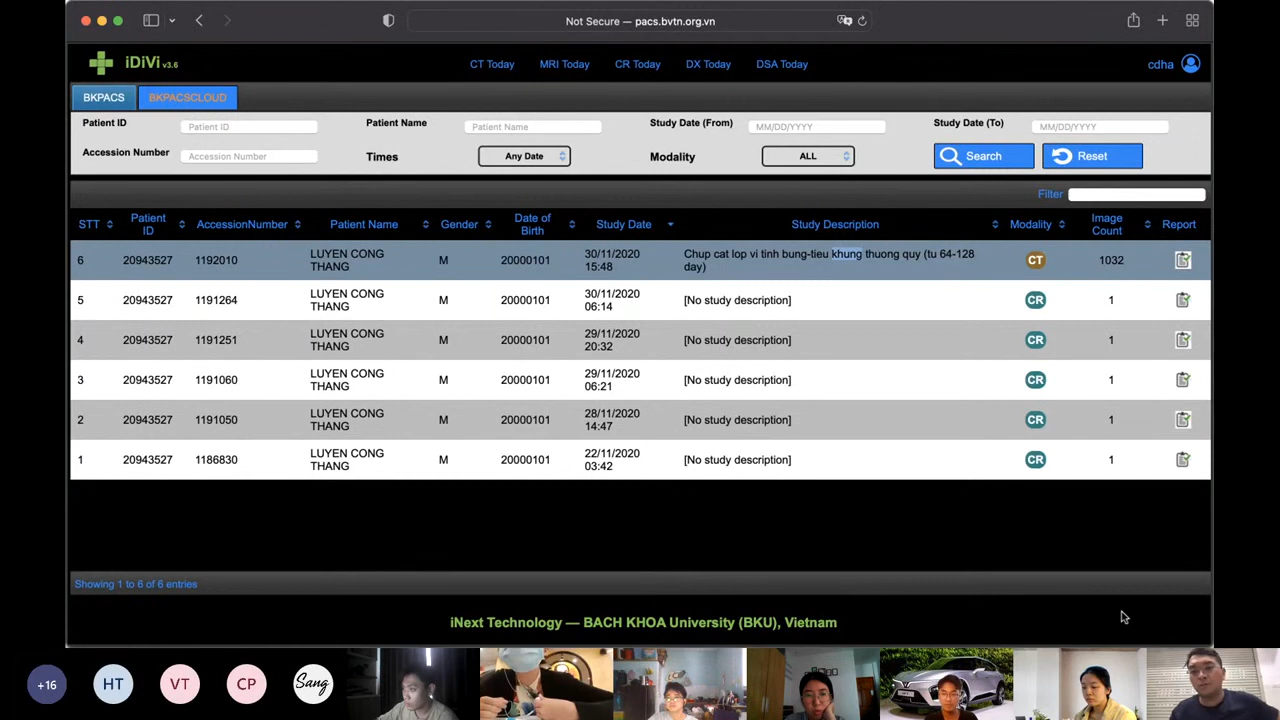 Not Secure — pacs.bvtn.org.vn
iDiVi v3.6
CT Today MRI Today CR Today DX Today DSA Today
cdha
BKPACS BKPACSCLOUD
Patient ID Patient ID Patient Name Patient Name Study Date (From) MM/DD/YYYY Study Date (To) MM/DD/YYYY
Accession Number Accession Number Times Any Date Modality ALL Search Reset
Filter
STT Patient ID AccessionNumber Patient Name Gender Date of Birth Study Date Study Description Modality Image Count Report
6 20943527 1192010 LUYEN CONG THANG M 20000101 30/11/2020 15:48 Chup cat lop vi tinh bung-tieu khung thuong quy (tu 64-128 day) CT 1032
5 20943527 1191264 LUYEN CONG THANG M 20000101 30/11/2020 06:14 [No study description] CR 1
4 20943527 1191251 LUYEN CONG THANG M 20000101 29/11/2020 20:32 [No study description] CR 1
3 20943527 1191060 LUYEN CONG THANG M 20000101 29/11/2020 06:21 [No study description] CR 1
2 20943527 1191050 LUYEN CONG THANG M 20000101 28/11/2020 14:47 [No study description] CR 1
1 20943527 1186830 LUYEN CONG THANG M 20000101 22/11/2020 03:42 [No study description] CR 1
Showing 1 to 6 of 6 entries
iNext Technology — BACH KHOA University (BKU), Vietnam
+16 HT VT CP Sang